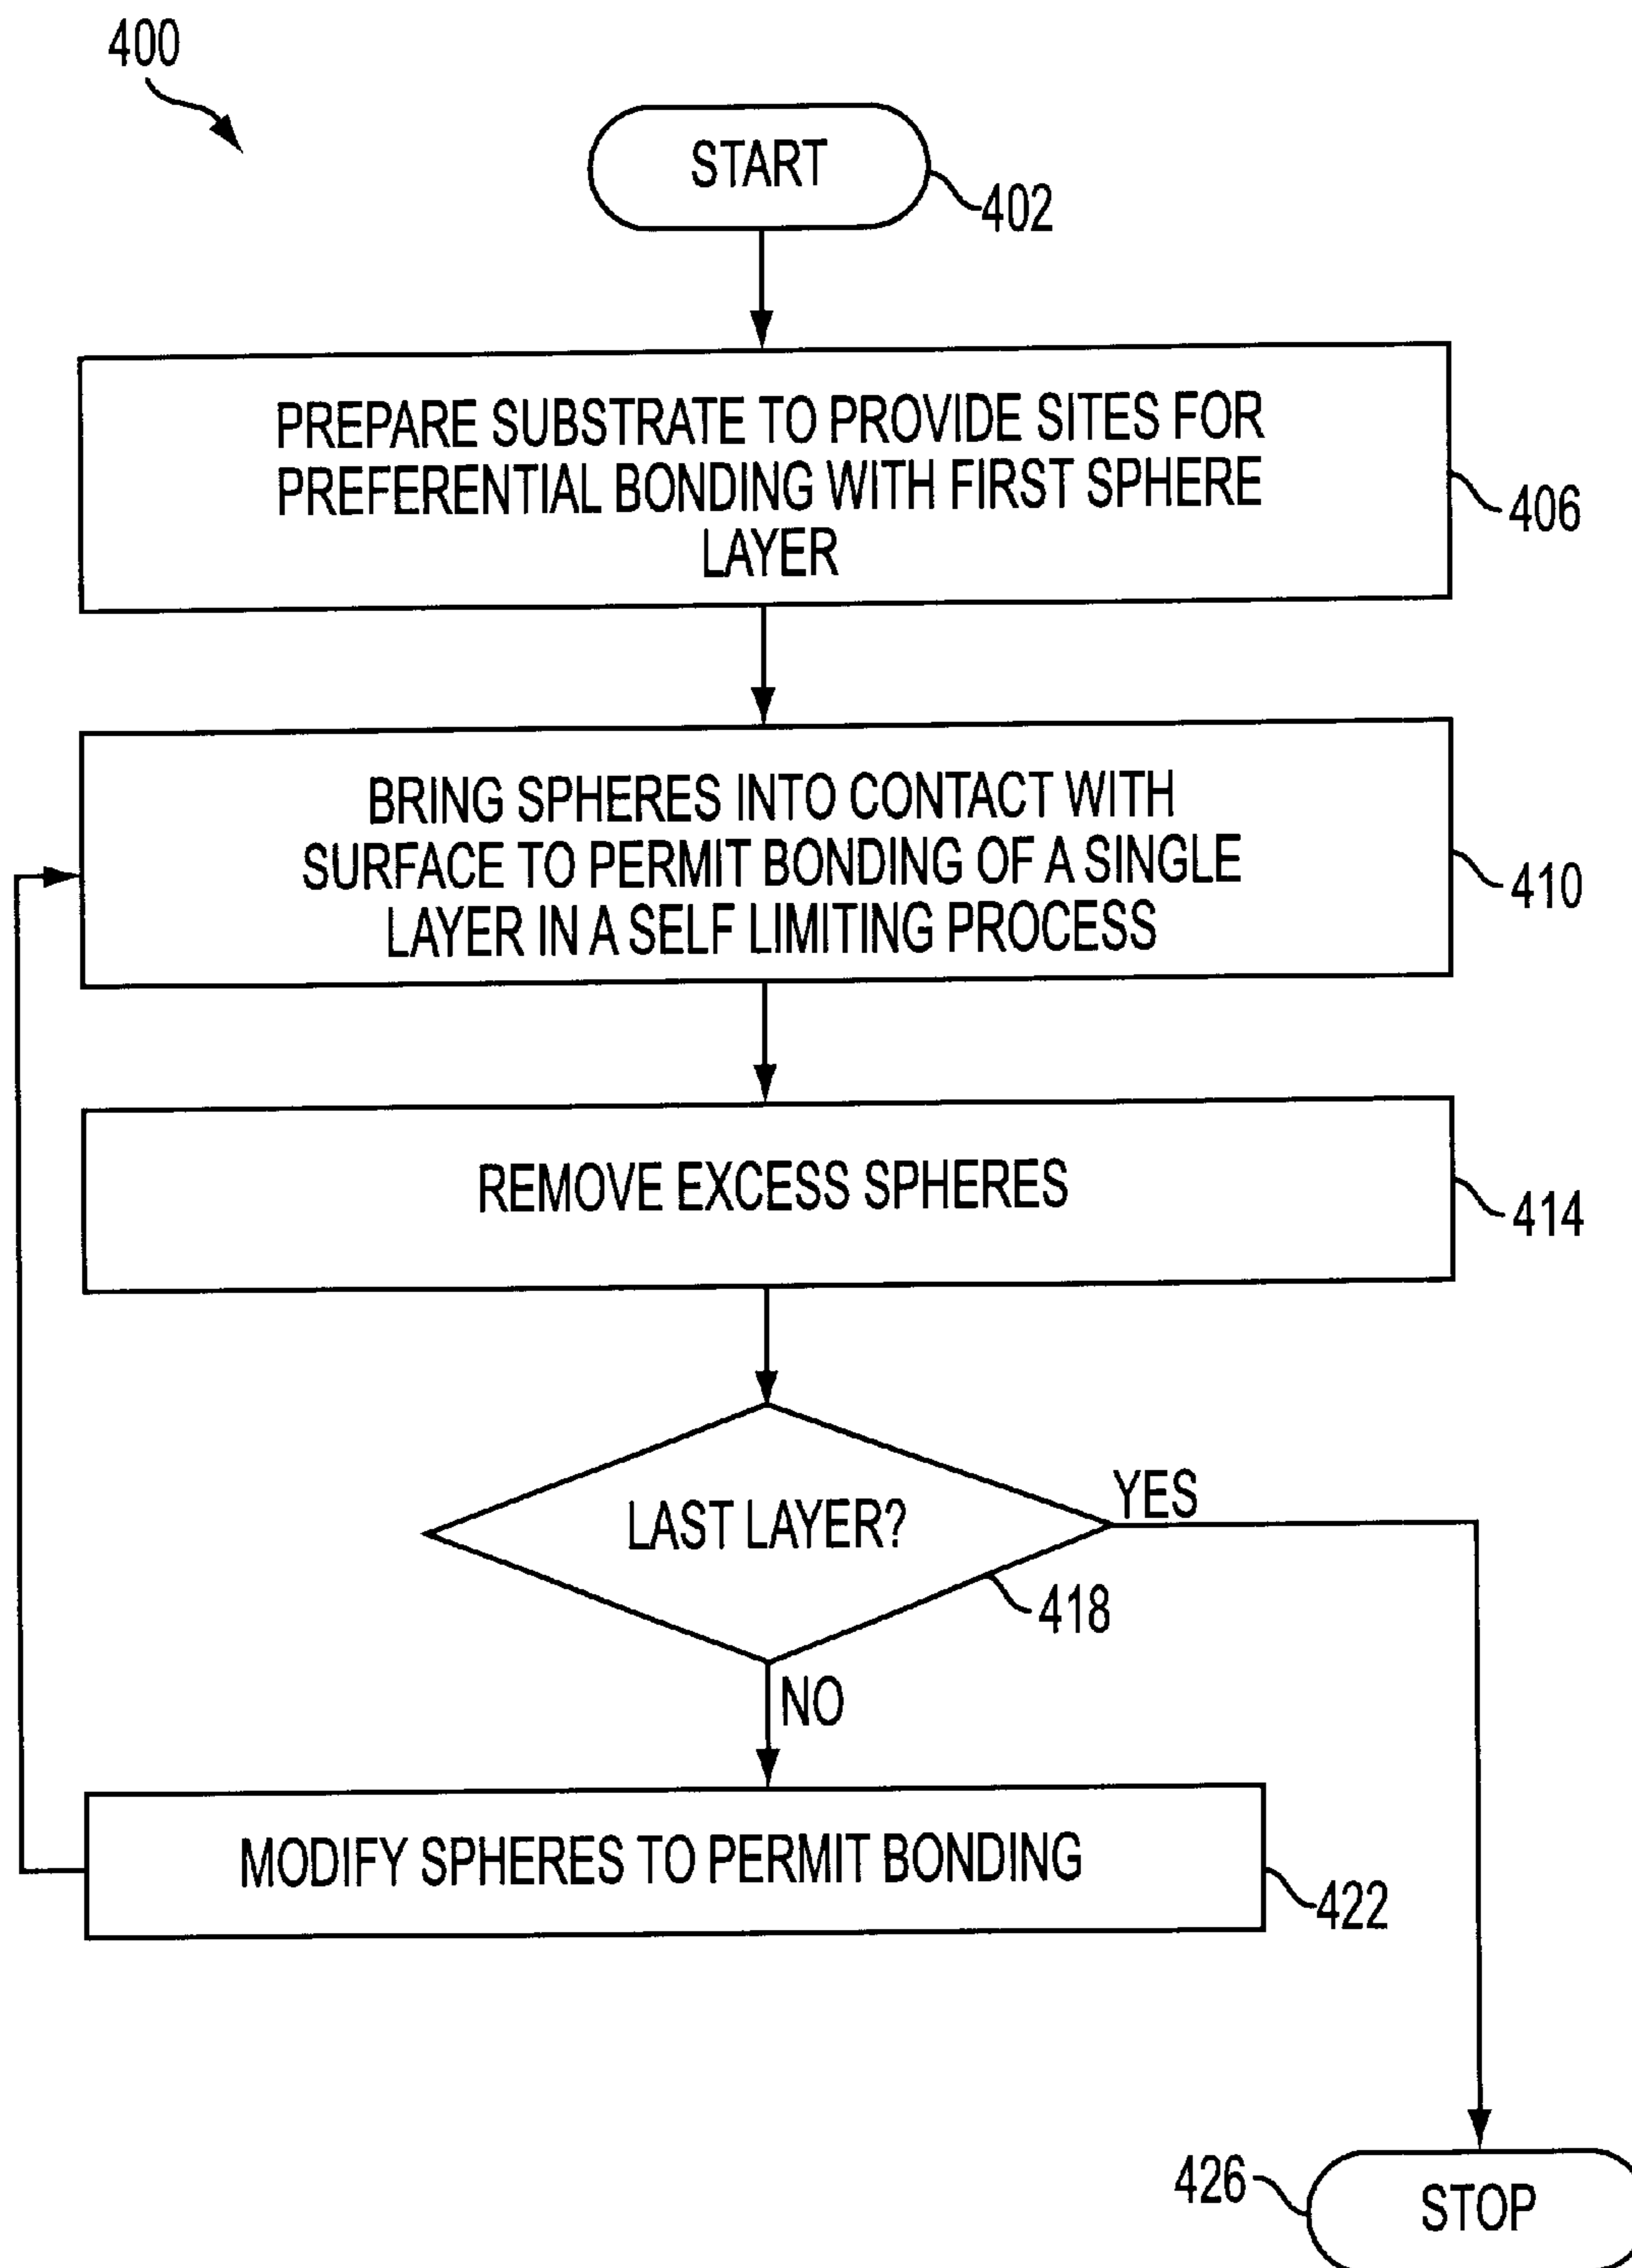 400
START
402
PREPARE SUBSTRATE TO PROVIDE SITES FOR
PREFERENTIAL BONDING WITH FIRST SPHERE
LAYER
406
BRING SPHERES INTO CONTACT WITH
SURFACE TO PERMIT BONDING OF A SINGLE
LAYER IN A SELF LIMITING PROCESS
410
REMOVE EXCESS SPHERES
414
LAST LAYER?
YES
418
NO
MODIFY SPHERES TO PERMIT BONDING
422
426
STOP